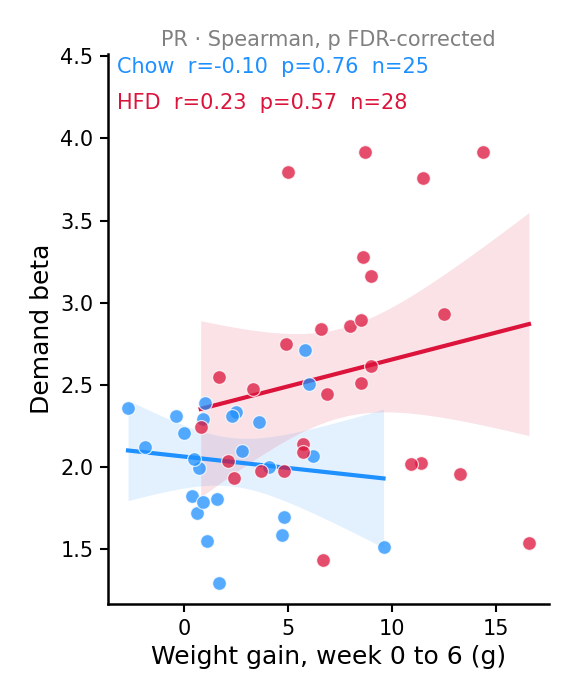 PR · Spearman, p FDR-corrected
Chow r=-0.10 p=0.76 n=25
HFD r=0.23 p=0.57 n=28
4.5
4.0
3.5
3.0
2.5
2.0
1.5
Demand beta
0 5 10 15
Weight gain, week 0 to 6 (g)